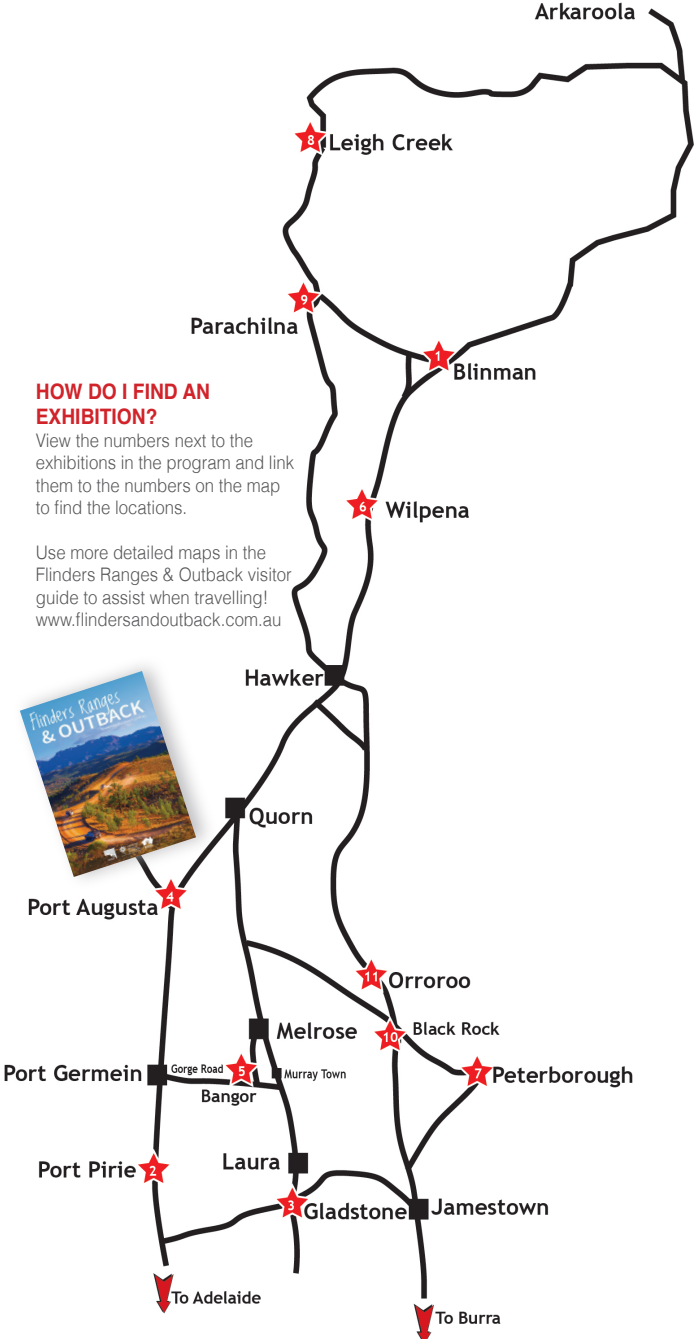 Arkaroola
8
Leigh Creek
9
Parachilna
1
Blinman
HOW DO I FIND AN
EXHIBITION?
View the numbers next to the
exhibitions in the program and link
them to the numbers on the map
to find the locations.
6
Wilpena
Use more detailed maps in the
Flinders Ranges & Outback visitor
guide to assist when travelling!
www.flindersandoutback.com.au
Hawker
Flinders Ranges
& OUTBACK
Quorn
4
Port Augusta
11
Orroroo
10
Black Rock
Melrose
Port Germein
Gorge Road
5
Murray Town
7
Peterborough
Bangor
Port Pirie
2
Laura
3
Gladstone
Jamestown
To Adelaide
To Burra